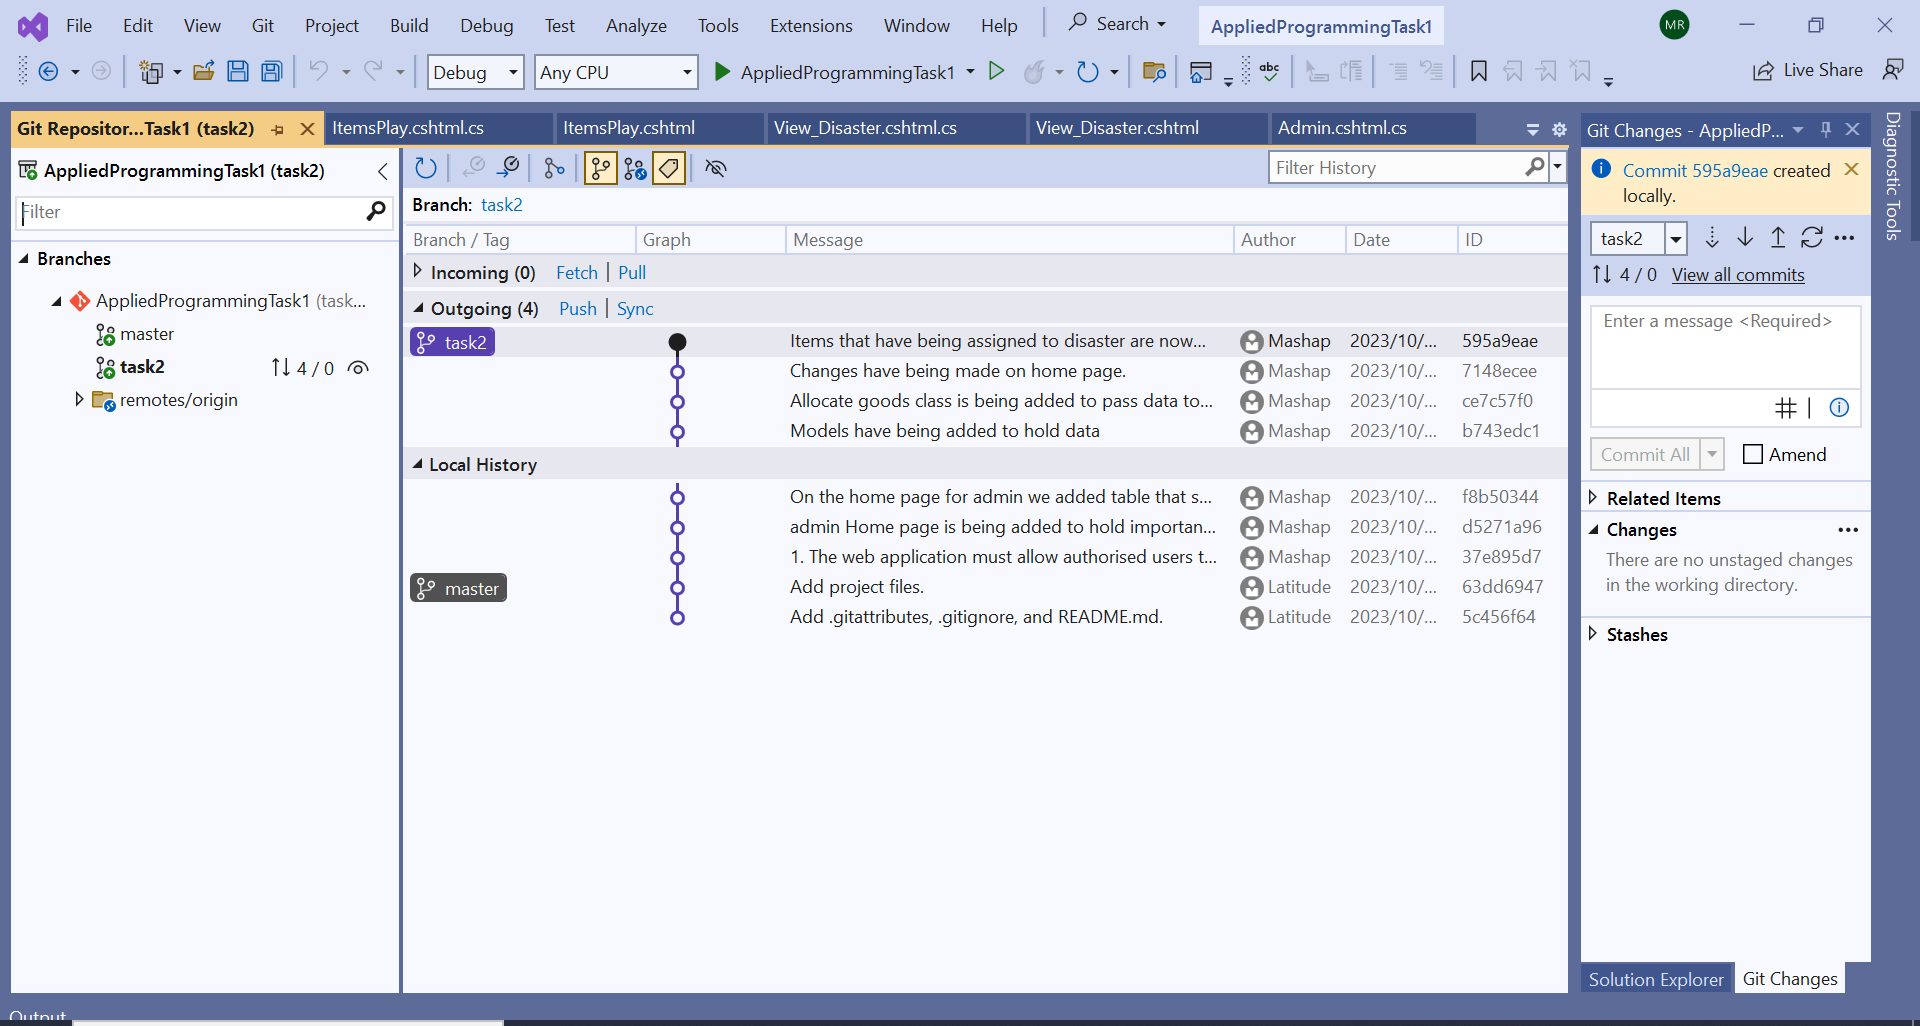 File Edit View Git Project Build Debug Test Analyze Tools Extensions Window Help Search AppliedProgrammingTask1 MR
Debug Any CPU AppliedProgrammingTask1 abc Live Share
Git Repositor...Task1 (task2) ItemsPlay.cshtml.cs ItemsPlay.cshtml View_Disaster.cshtml.cs View_Disaster.cshtml Admin.cshtml.cs
AppliedProgrammingTask1 (task2)
Filter
Branches
AppliedProgrammingTask1 (task...
master
task2 4 / 0
remotes/origin
Filter History
Branch: task2
Branch / Tag Graph Message Author Date ID
Incoming (0) Fetch | Pull
Outgoing (4) Push | Sync
task2 Items that have being assigned to disaster are now... Mashap 2023/10/... 595a9eae
Changes have being made on home page. Mashap 2023/10/... 7148ecee
Allocate goods class is being added to pass data to... Mashap 2023/10/... ce7c57f0
Models have being added to hold data Mashap 2023/10/... b743edc1
Local History
On the home page for admin we added table that s... Mashap 2023/10/... f8b50344
admin Home page is being added to hold importan... Mashap 2023/10/... d5271a96
1. The web application must allow authorised users t... Mashap 2023/10/... 37e895d7
master Add project files. Latitude 2023/10/... 63dd6947
Add .gitattributes, .gitignore, and README.md. Latitude 2023/10/... 5c456f64
Git Changes - AppliedP...
Commit 595a9eae created
locally.
task2
4 / 0 View all commits
Enter a message <Required>
Commit All Amend
Related Items
Changes
There are no unstaged changes
in the working directory.
Stashes
Solution Explorer Git Changes
Diagnostic Tools
Output